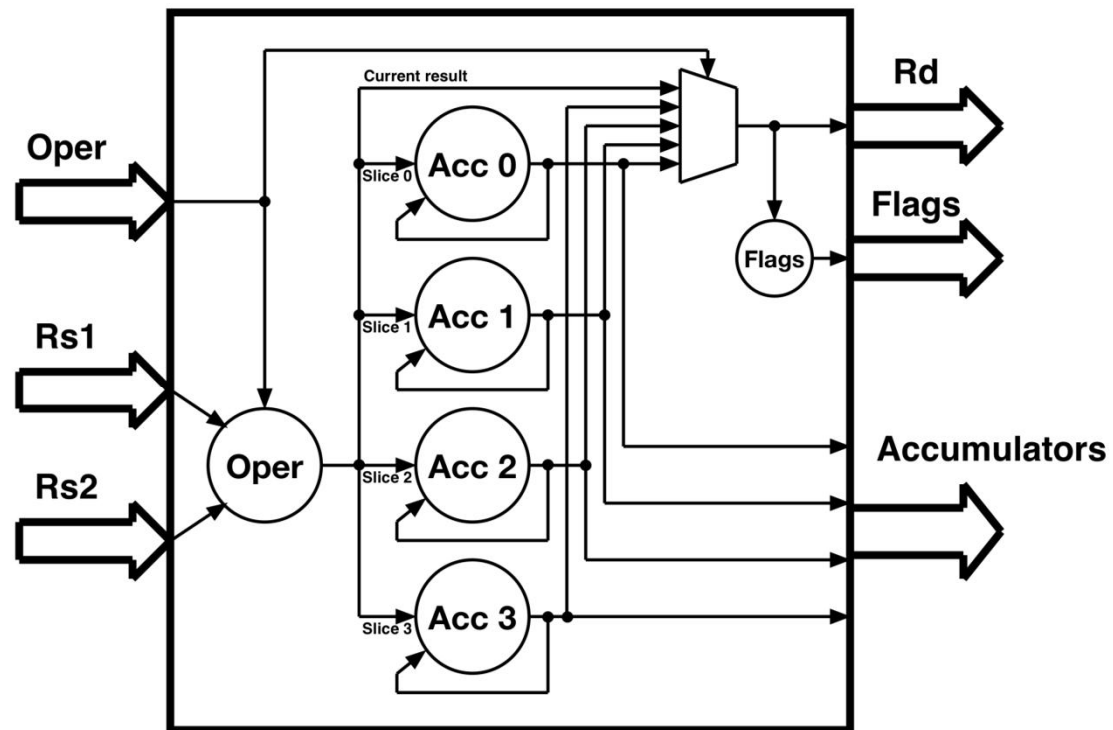 Rd
Current result
Oper
Acc 0
Slice 0
Flags
Flags
Acc 1
Slice 1
Rs1
Accumulators
Oper
Acc 2
Slice 2
Rs2
Acc 3
Slice 3